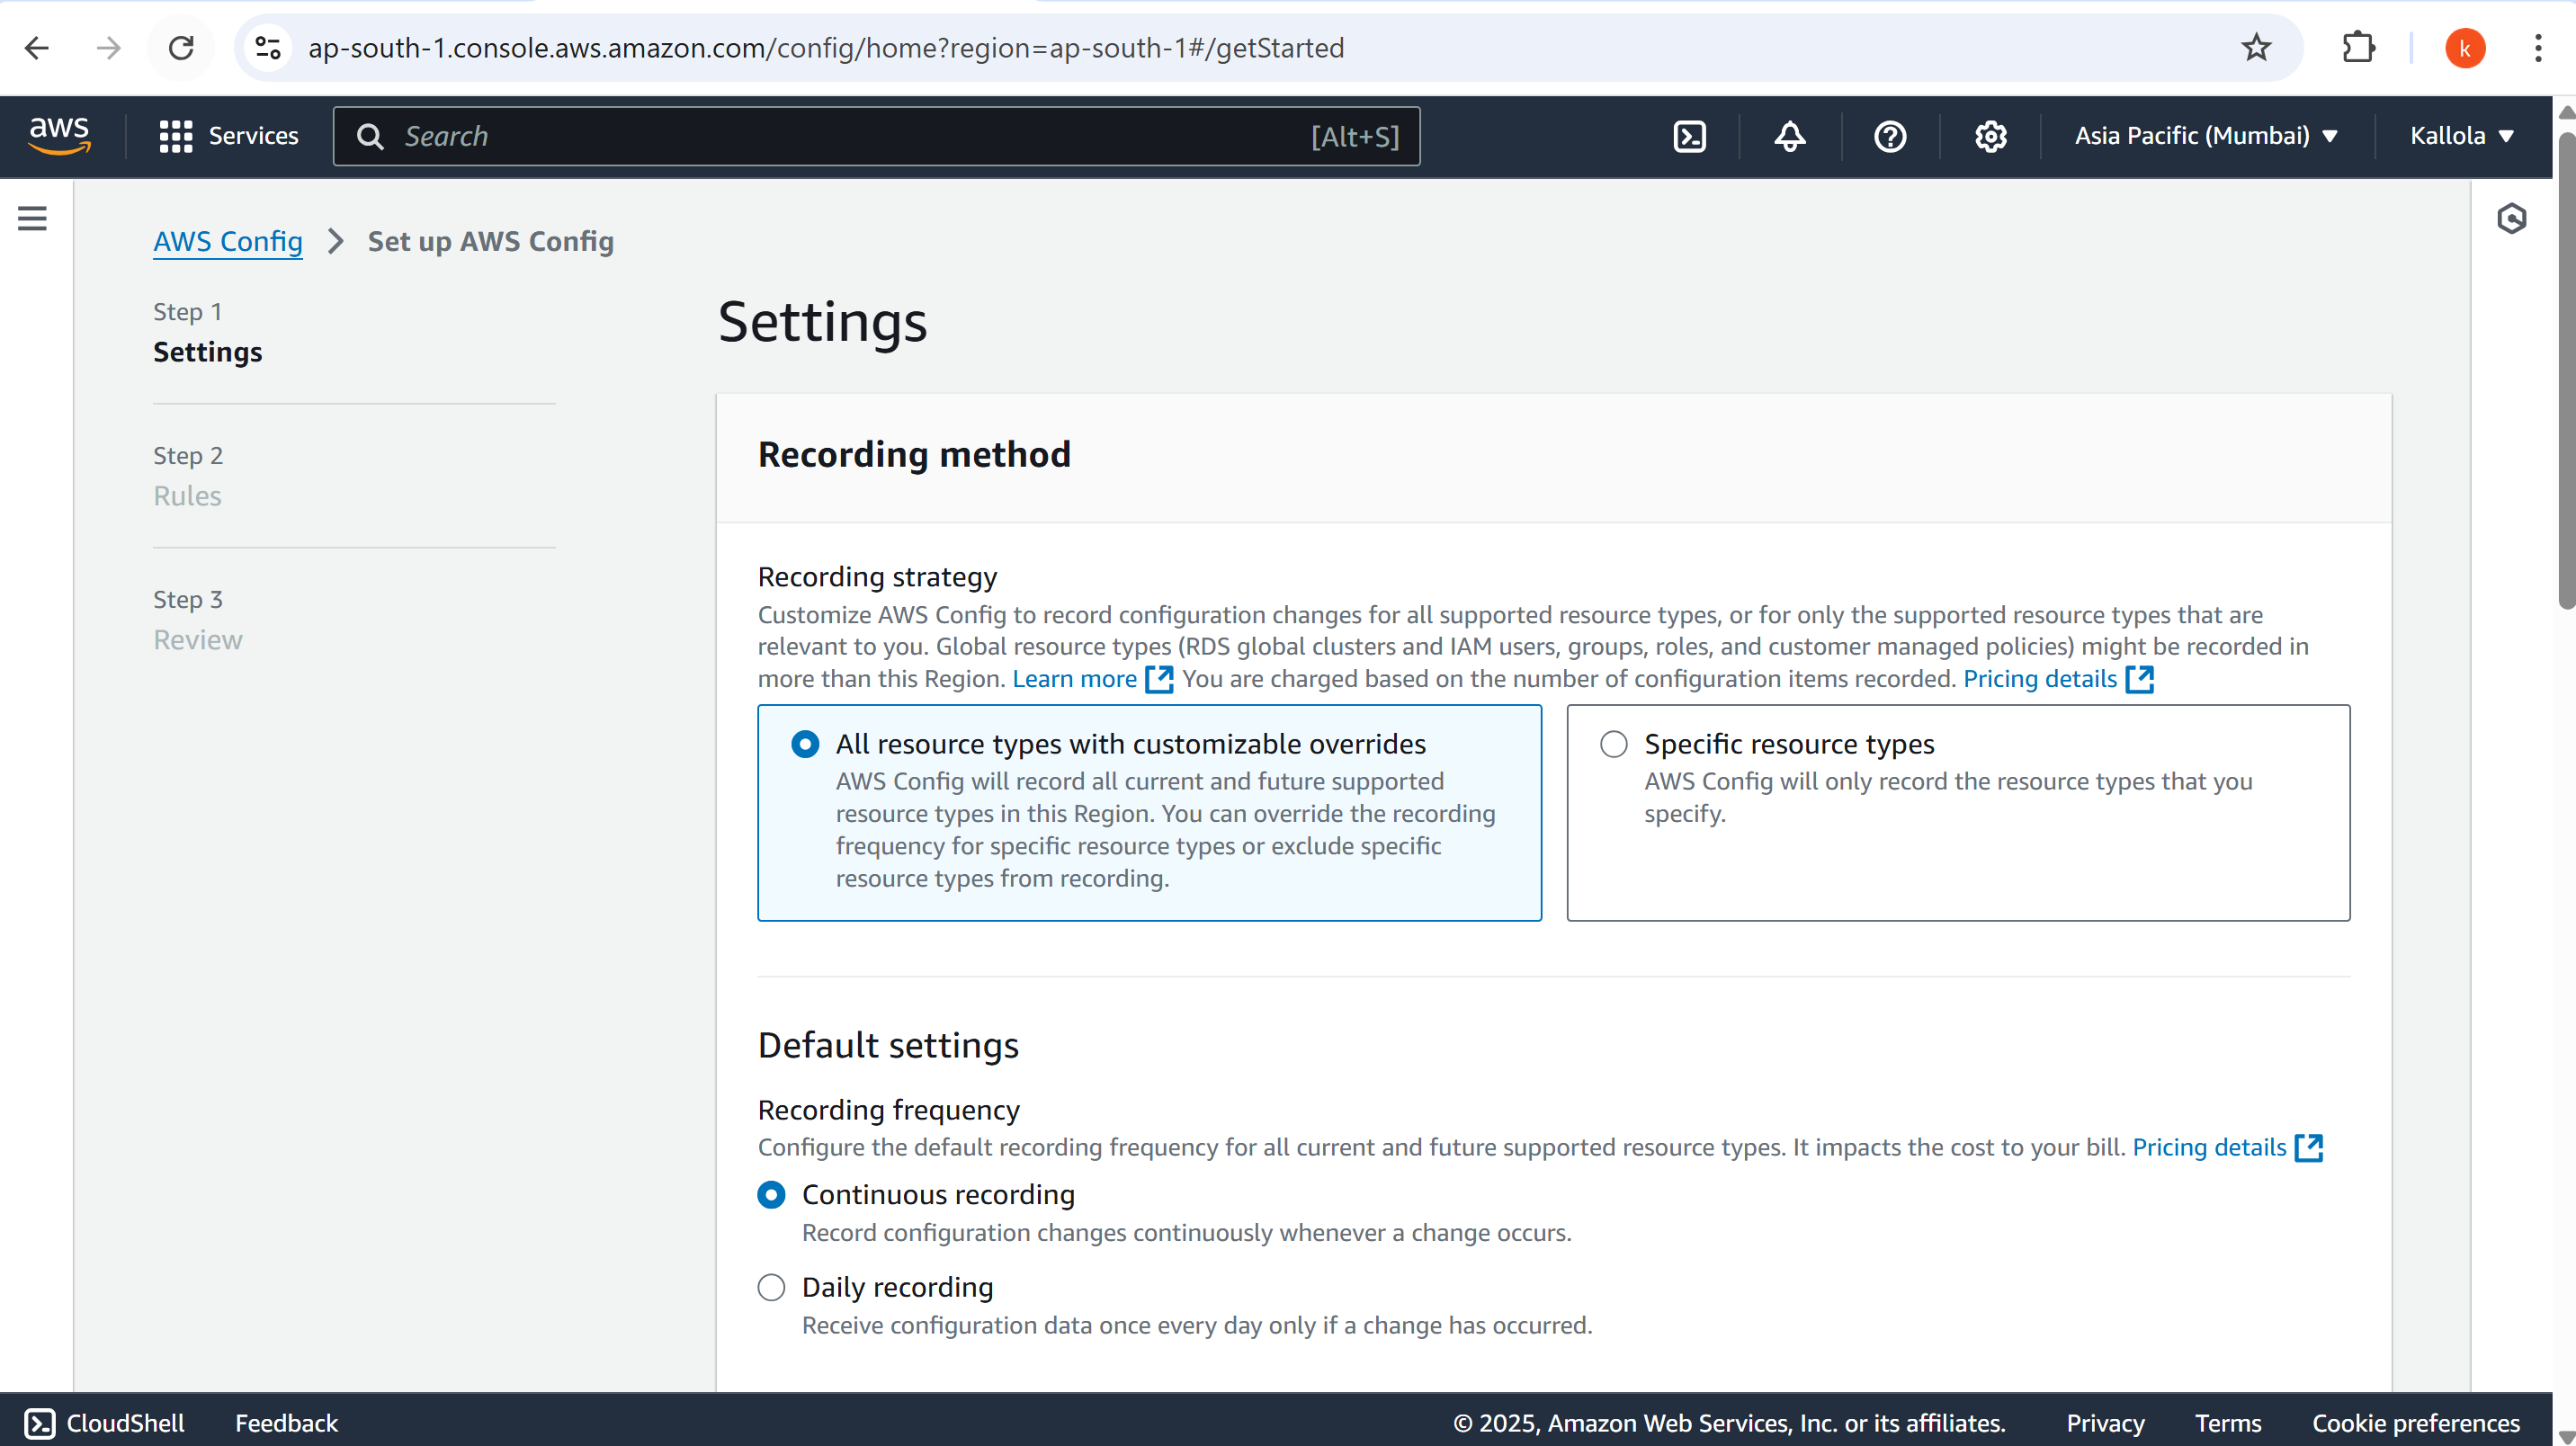 ap-south-1.console.aws.amazon.com/config/home?region=ap-south-1#/getStarted
k
aws
Services
Search
[Alt+S]
Asia Pacific (Mumbai)
Kallola
AWS Config
Set up AWS Config
Step 1
Settings
Step 2
Rules
Step 3
Review
Settings
Recording method
Recording strategy
Customize AWS Config to record configuration changes for all supported resource types, or for only the supported resource types that are
relevant to you. Global resource types (RDS global clusters and IAM users, groups, roles, and customer managed policies) might be recorded in
more than this Region. Learn more You are charged based on the number of configuration items recorded. Pricing details
All resource types with customizable overrides
AWS Config will record all current and future supported
resource types in this Region. You can override the recording
frequency for specific resource types or exclude specific
resource types from recording.
Specific resource types
AWS Config will only record the resource types that you
specify.
Default settings
Recording frequency
Configure the default recording frequency for all current and future supported resource types. It impacts the cost to your bill. Pricing details
Continuous recording
Record configuration changes continuously whenever a change occurs.
Daily recording
Receive configuration data once every day only if a change has occurred.
CloudShell
Feedback
© 2025, Amazon Web Services, Inc. or its affiliates.
Privacy
Terms
Cookie preferences